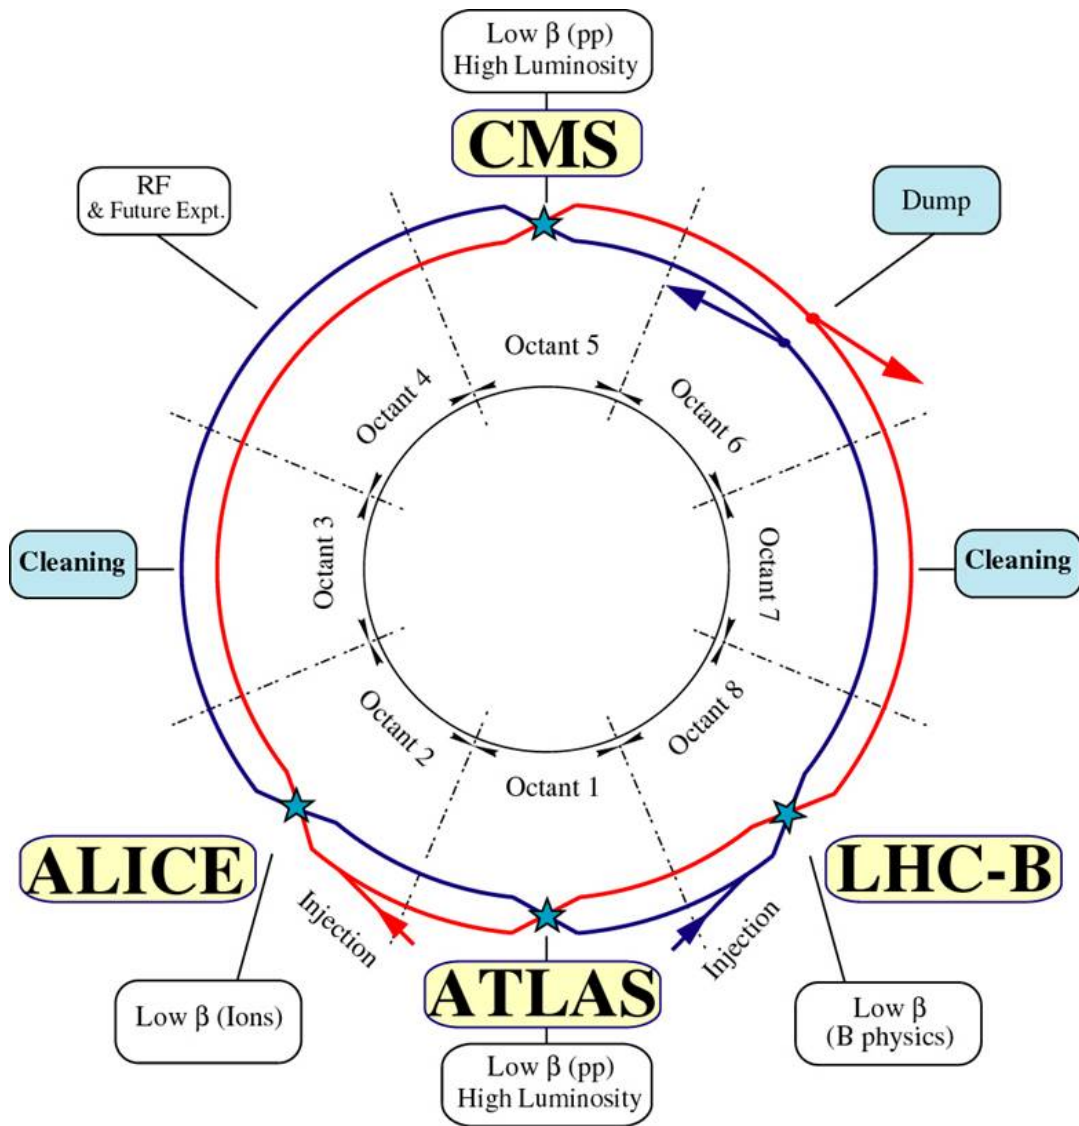 Low β (pp)
High Luminosity
CMS
RF
& Future Expt.
Dump
Octant 5
Octant 4
Octant 6
Cleaning
Octant 3
Octant 7
Cleaning
Octant 2
Octant 8
Octant 1
ALICE
LHC-B
Injection
Injection
ATLAS
Low β (Ions)
Low β
(B physics)
Low β (pp)
High Luminosity